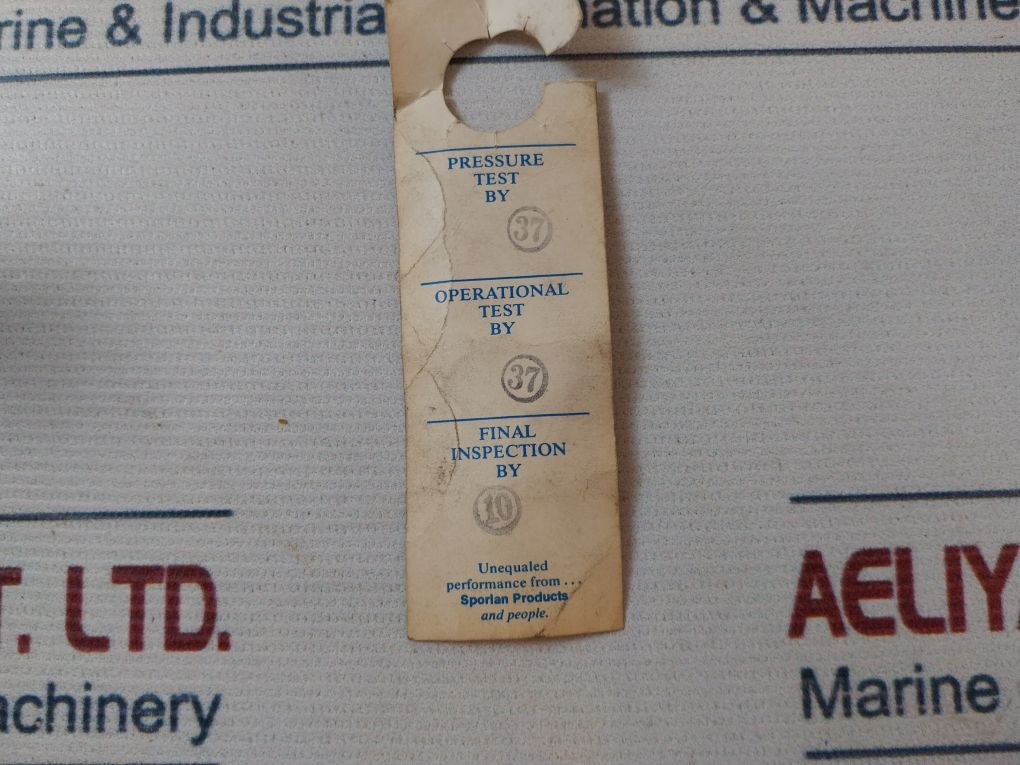 rine & Industria
ation & Machine
PRESSURE
TEST
BY
37
OPERATIONAL
TEST
BY
37
FINAL
INSPECTION
BY
10
Unequaled
performance from . . .
Sporlan Products
and people.
T. LTD.
achinery
AELIY
Marine